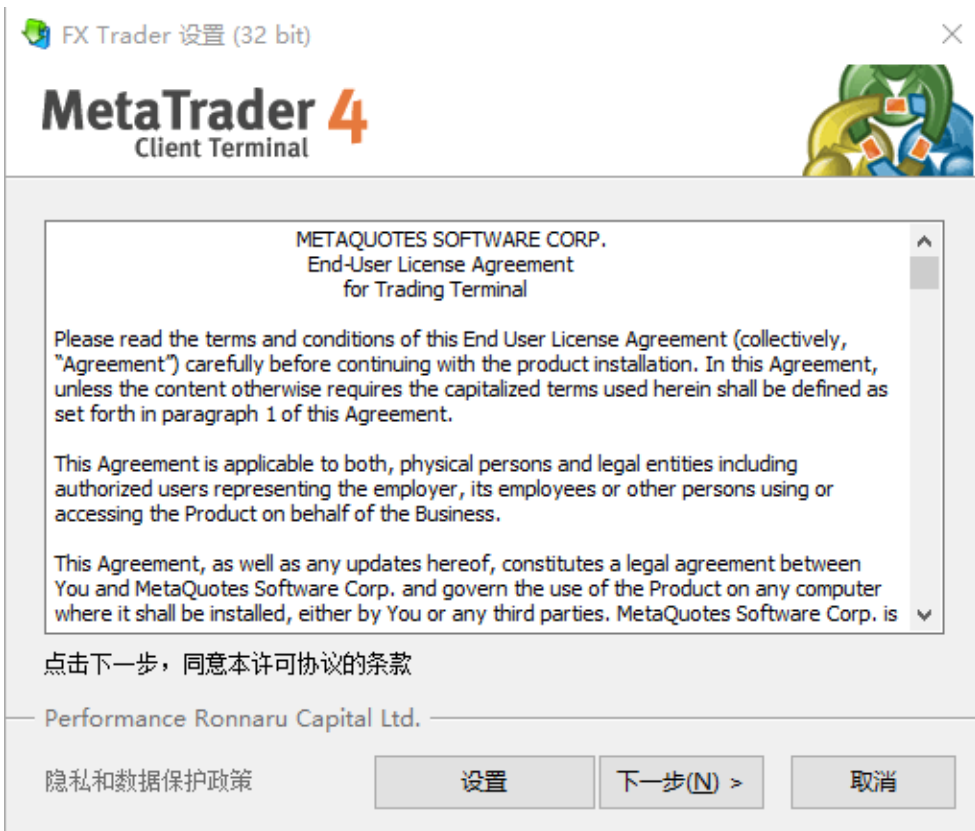 FX Trader 设置 (32 bit)
MetaTrader 4
Client Terminal
METAQUOTES SOFTWARE CORP.
End-User License Agreement
for Trading Terminal
Please read the terms and conditions of this End User License Agreement (collectively,
“Agreement”) carefully before continuing with the product installation. In this Agreement,
unless the content otherwise requires the capitalized terms used herein shall be defined as
set forth in paragraph 1 of this Agreement.
This Agreement is applicable to both, physical persons and legal entities including
authorized users representing the employer, its employees or other persons using or
accessing the Product on behalf of the Business.
This Agreement, as well as any updates hereof, constitutes a legal agreement between
You and MetaQuotes Software Corp. and govern the use of the Product on any computer
where it shall be installed, either by You or any third parties. MetaQuotes Software Corp. is
点击下一步，同意本许可协议的条款
Performance Ronnaru Capital Ltd.
隐私和数据保护政策
设置
下一步(N) >
取消